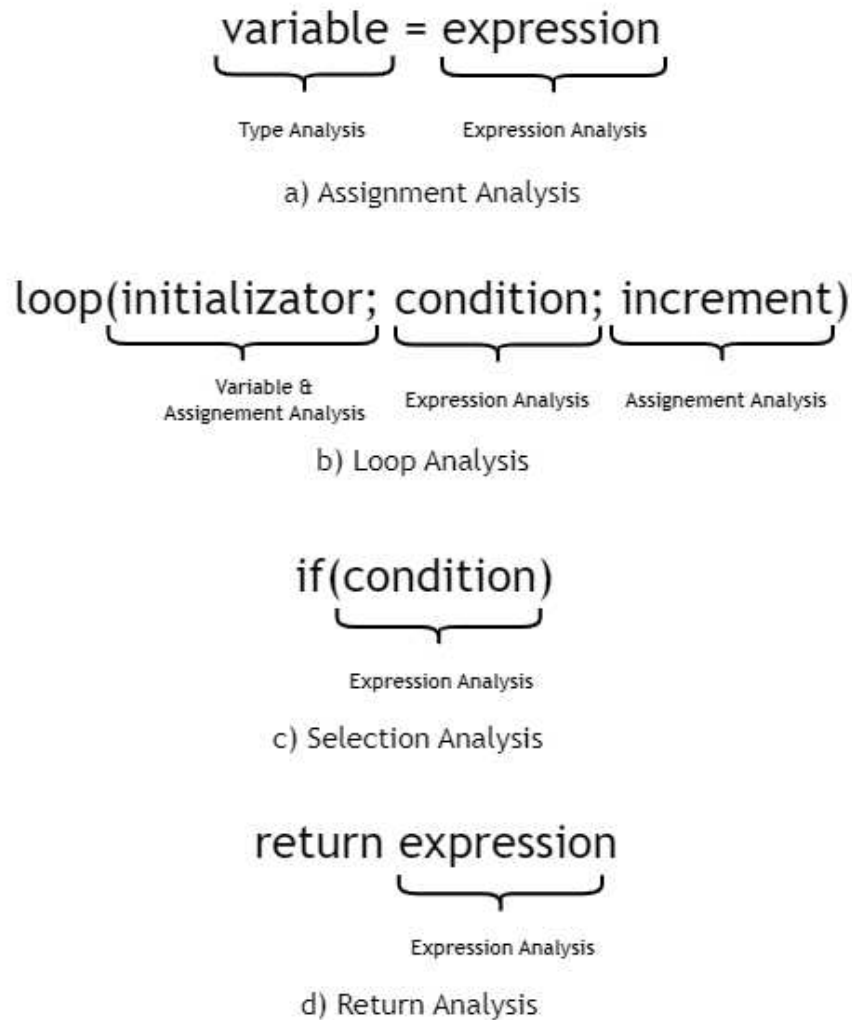 variable = expression
Type Analysis Expression Analysis
a) Assignment Analysis
loop(initializator; condition; increment)
Variable &
Assignement Analysis Expression Analysis Assignement Analysis
b) Loop Analysis
if(condition)
Expression Analysis
c) Selection Analysis
return expression
Expression Analysis
d) Return Analysis